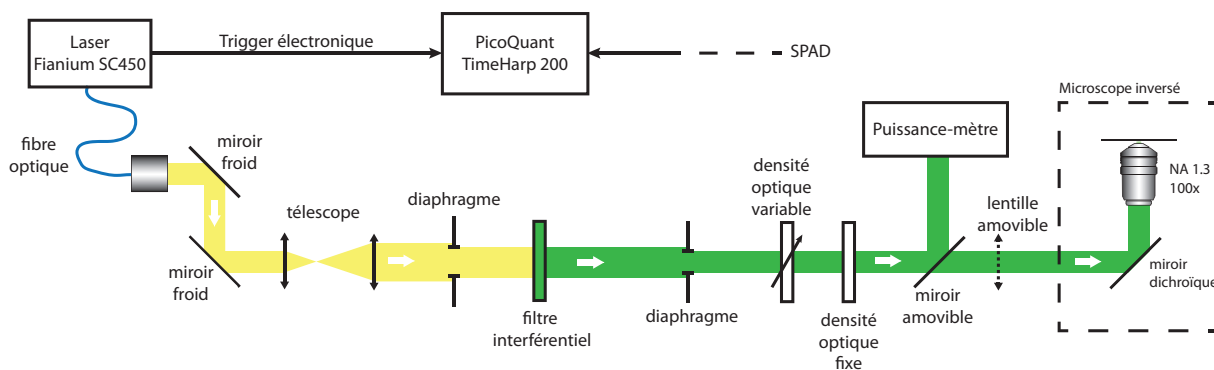 Laser
Fianium SC450
Trigger électronique
PicoQuant
TimeHarp 200
SPAD
Microscope inversé
fibre
optique
miroir
froid
Puissance-mètre
NA 1.3
100x
densité
optique
variable
diaphragme
télescope
lentille
amovible
miroir
froid
filtre
interférentiel
diaphragme
densité
optique
fixe
miroir
amovible
miroir
dichroïque